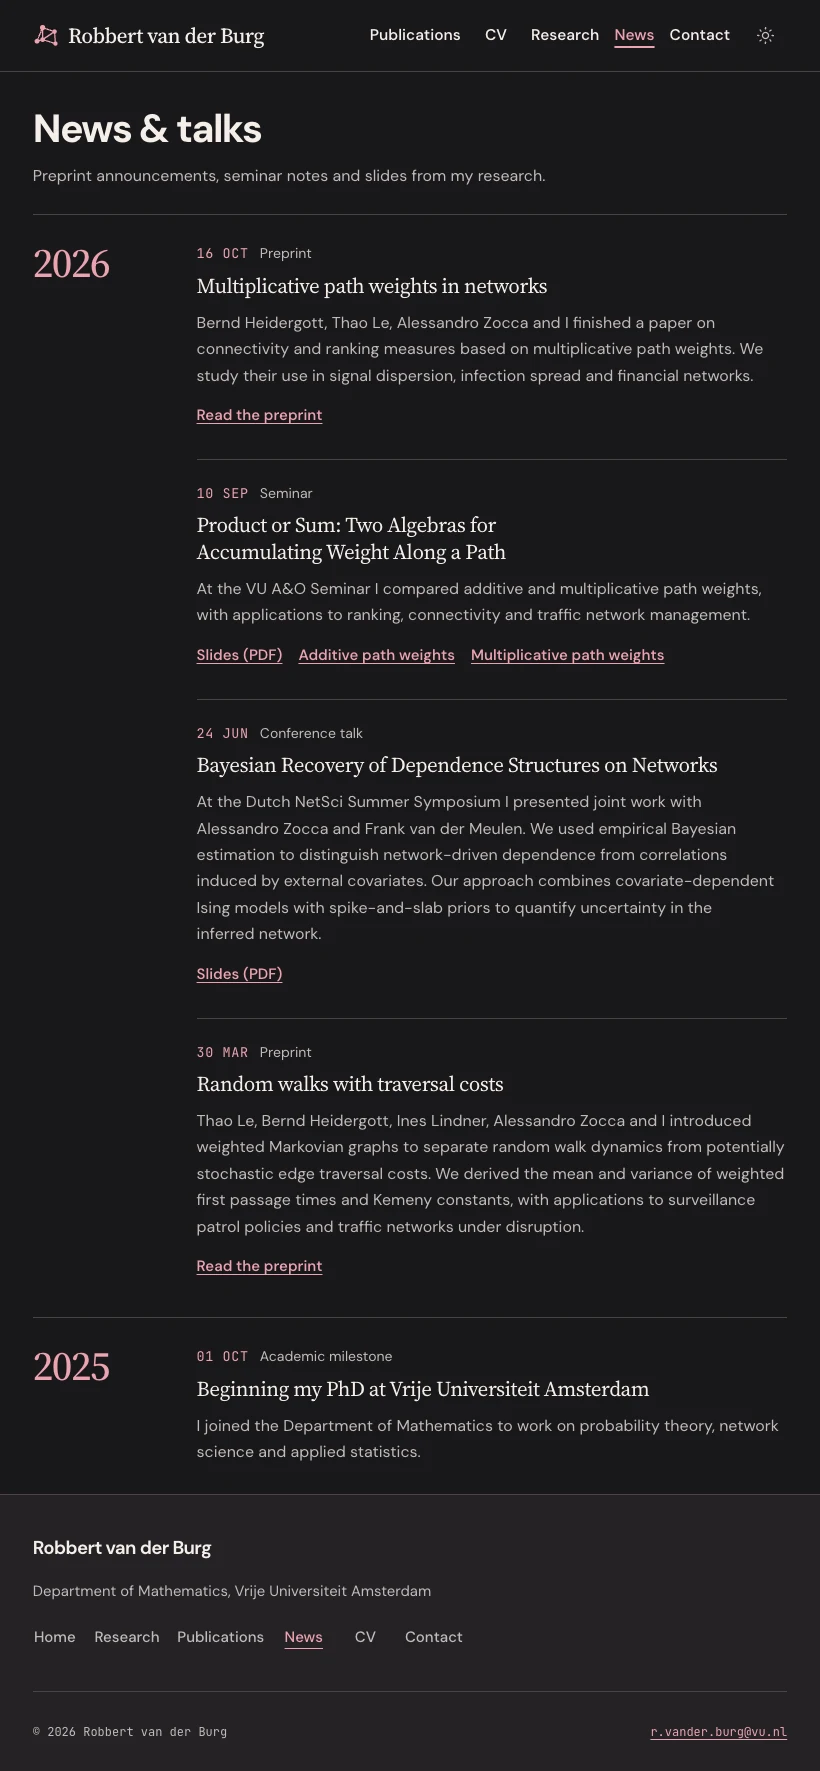 Robbert van der Burg
Publications CV Research News Contact
News & talks
Preprint announcements, seminar notes and slides from my research.
2026
16 OCT Preprint
Multiplicative path weights in networks
Bernd Heidergott, Thao Le, Alessandro Zocca and I finished a paper on
connectivity and ranking measures based on multiplicative path weights. We
study their use in signal dispersion, infection spread and financial networks.
Read the preprint
10 SEP Seminar
Product or Sum: Two Algebras for
Accumulating Weight Along a Path
At the VU A&O Seminar I compared additive and multiplicative path weights,
with applications to ranking, connectivity and traffic network management.
Slides (PDF) Additive path weights Multiplicative path weights
24 JUN Conference talk
Bayesian Recovery of Dependence Structures on Networks
At the Dutch NetSci Summer Symposium I presented joint work with
Alessandro Zocca and Frank van der Meulen. We used empirical Bayesian
estimation to distinguish network-driven dependence from correlations
induced by external covariates. Our approach combines covariate-dependent
Ising models with spike-and-slab priors to quantify uncertainty in the
inferred network.
Slides (PDF)
30 MAR Preprint
Random walks with traversal costs
Thao Le, Bernd Heidergott, Ines Lindner, Alessandro Zocca and I introduced
weighted Markovian graphs to separate random walk dynamics from potentially
stochastic edge traversal costs. We derived the mean and variance of weighted
first passage times and Kemeny constants, with applications to surveillance
patrol policies and traffic networks under disruption.
Read the preprint
2025
01 OCT Academic milestone
Beginning my PhD at Vrije Universiteit Amsterdam
I joined the Department of Mathematics to work on probability theory, network
science and applied statistics.
Robbert van der Burg
Department of Mathematics, Vrije Universiteit Amsterdam
Home Research Publications News CV Contact
© 2026 Robbert van der Burg
r.vander.burg@vu.nl